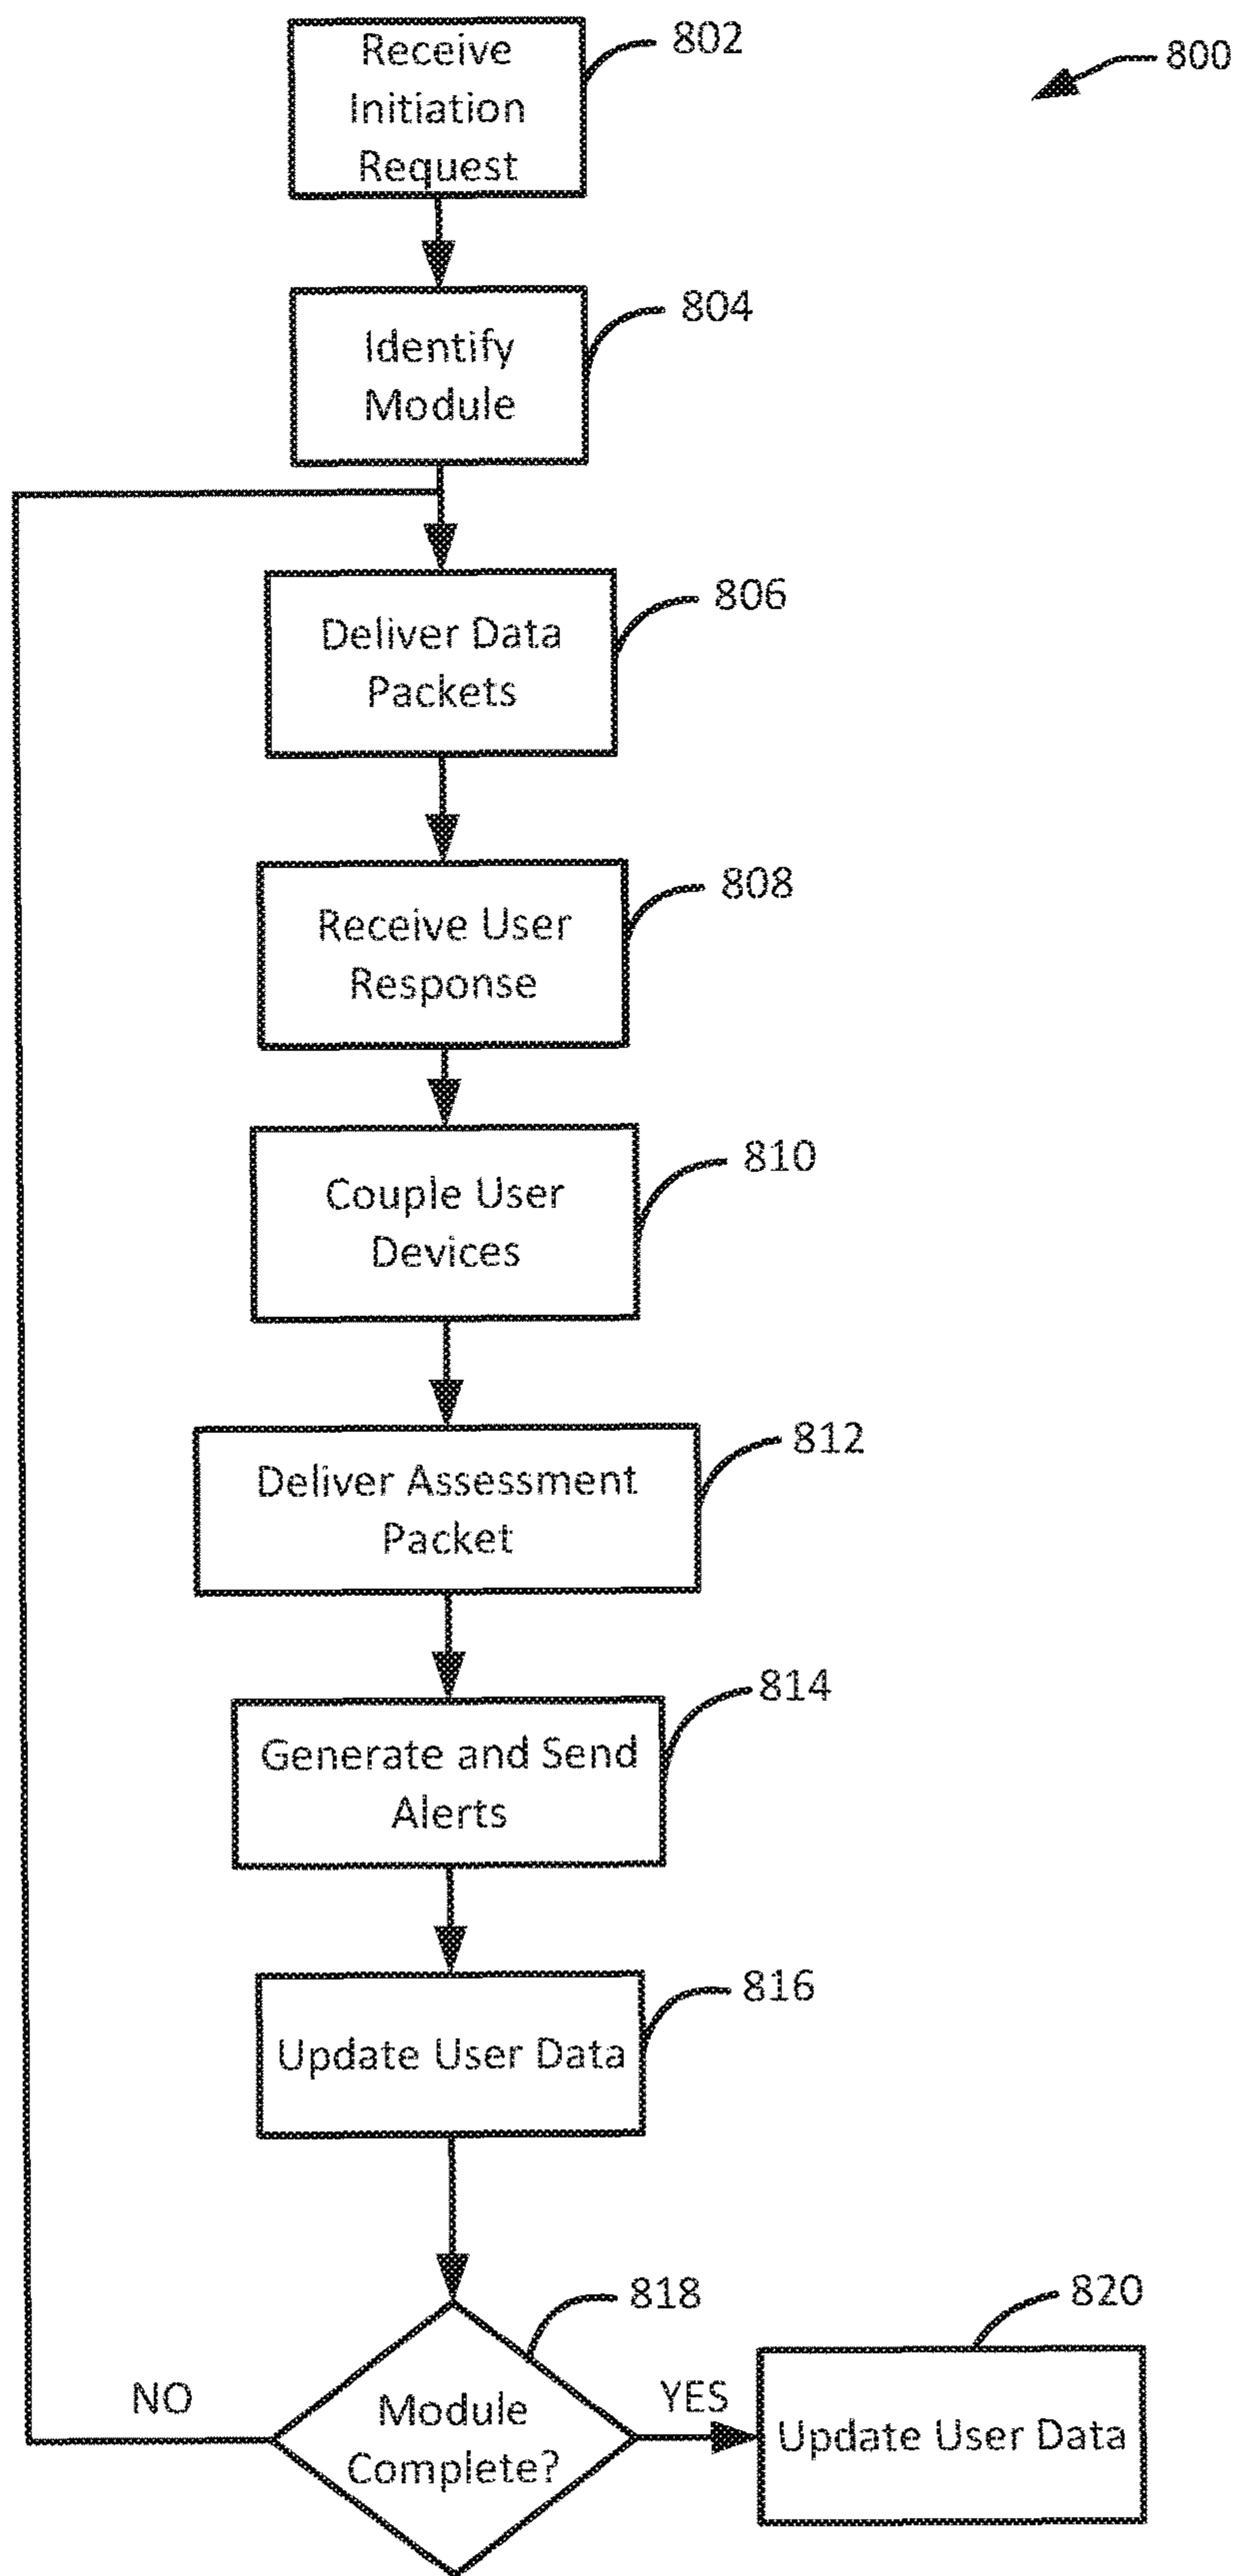 Receive
Initiation
Request
802
800
Identify
Module
804
Deliver Data
Packets
806
Receive User
Response
808
Couple User
Devices
810
Deliver Assessment
Packet
812
Generate and Send
Alerts
814
Update User Data
816
Module
Complete?
818
NO
YES
Update User Data
820